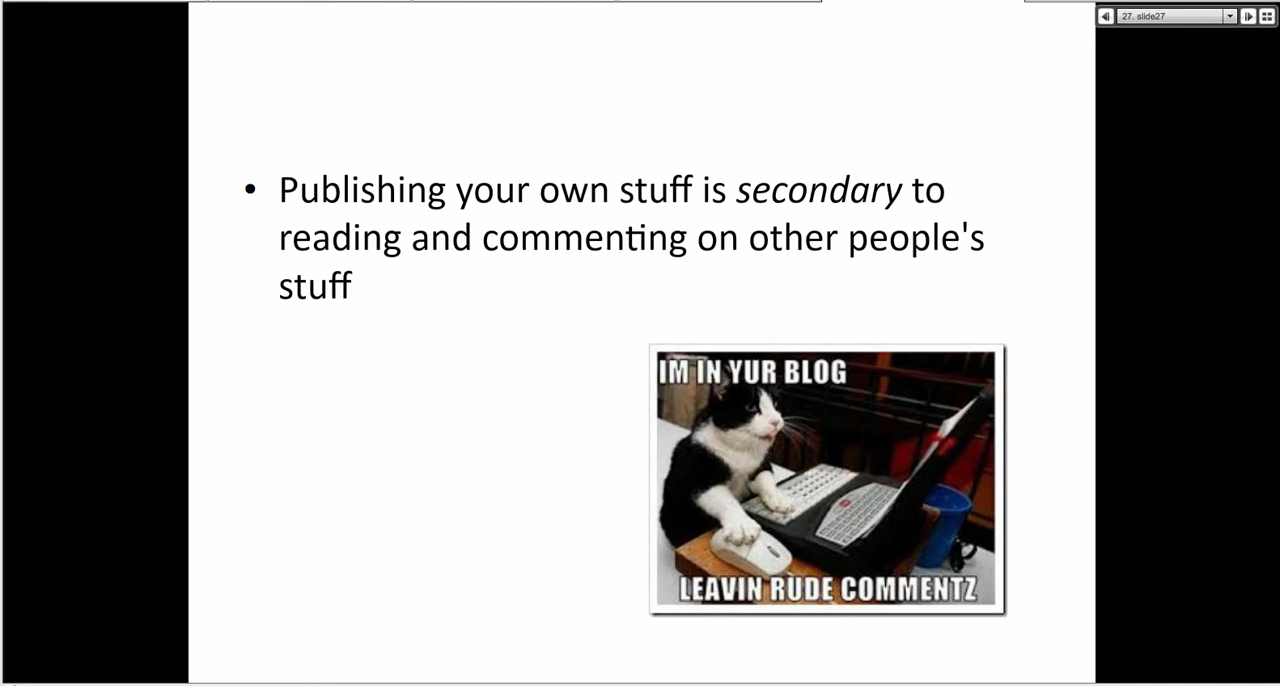 27. slide27
• Publishing your own stuff is secondary to
reading and commenting on other people's
stuff
IM IN YUR BLOG
LEAVIN RUDE COMMENTZ